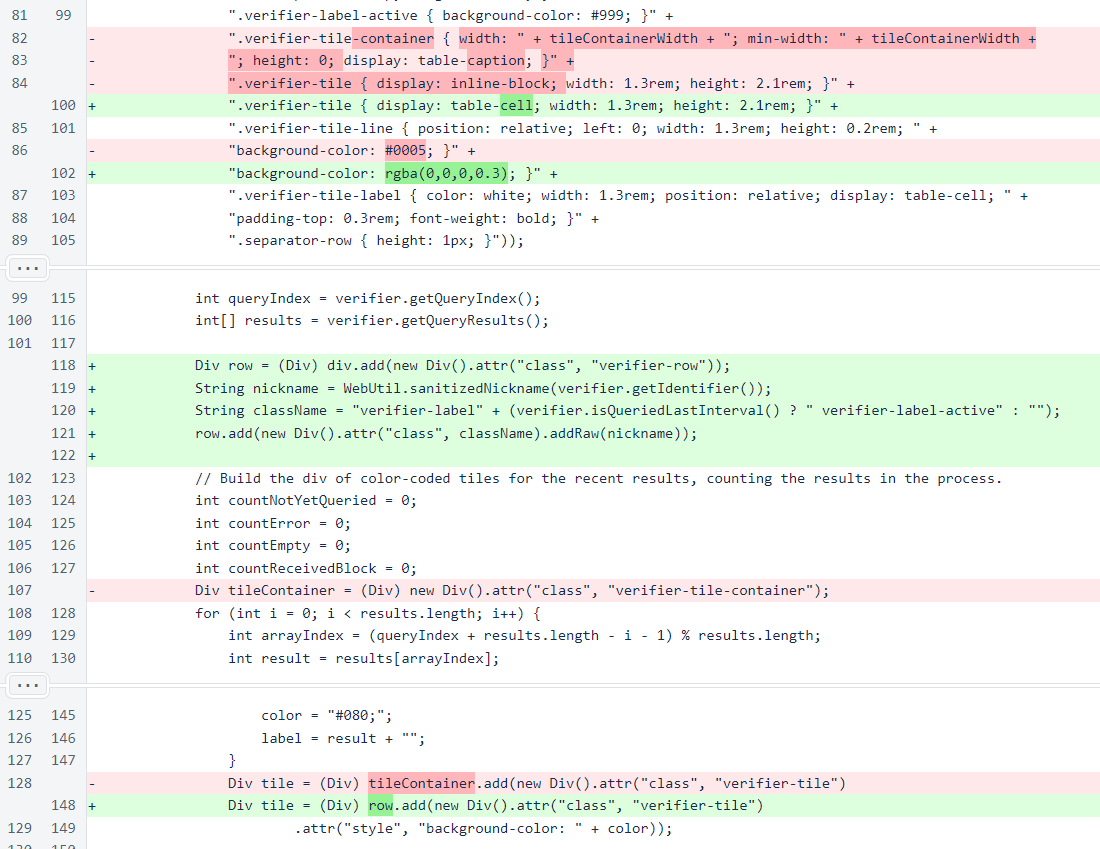 81 99 ".verifier-label-active { background-color: #999; }" +
82 - ".verifier-tile-container { width: " + tileContainerWidth + "; min-width: " + tileContainerWidth +
83 - "; height: 0; display: table-caption; }" +
84 - ".verifier-tile { display: inline-block; width: 1.3rem; height: 2.1rem; }" +
100 + ".verifier-tile { display: table-cell; width: 1.3rem; height: 2.1rem; }" +
85 101 ".verifier-tile-line { position: relative; left: 0; width: 1.3rem; height: 0.2rem; " +
86 - "background-color: #0005; }" +
102 + "background-color: rgba(0,0,0,0.3); }" +
87 103 ".verifier-tile-label { color: white; width: 1.3rem; position: relative; display: table-cell; " +
88 104 "padding-top: 0.3rem; font-weight: bold; }" +
89 105 ".separator-row { height: 1px; }"));
...
99 115 int queryIndex = verifier.getQueryIndex();
100 116 int[] results = verifier.getQueryResults();
101 117
118 + Div row = (Div) div.add(new Div().attr("class", "verifier-row"));
119 + String nickname = WebUtil.sanitizedNickname(verifier.getIdentifier());
120 + String className = "verifier-label" + (verifier.isQueriedLastInterval() ? " verifier-label-active" : "");
121 + row.add(new Div().attr("class", className).addRaw(nickname));
122 +
102 123 // Build the div of color-coded tiles for the recent results, counting the results in the process.
103 124 int countNotYetQueried = 0;
104 125 int countError = 0;
105 126 int countEmpty = 0;
106 127 int countReceivedBlock = 0;
107 - Div tileContainer = (Div) new Div().attr("class", "verifier-tile-container");
108 128 for (int i = 0; i < results.length; i++) {
109 129 int arrayIndex = (queryIndex + results.length - i - 1) % results.length;
110 130 int result = results[arrayIndex];
...
125 145 color = "#080;";
126 146 label = result + "";
127 147 }
128 - Div tile = (Div) tileContainer.add(new Div().attr("class", "verifier-tile")
148 + Div tile = (Div) row.add(new Div().attr("class", "verifier-tile")
129 149 .attr("style", "background-color: " + color));